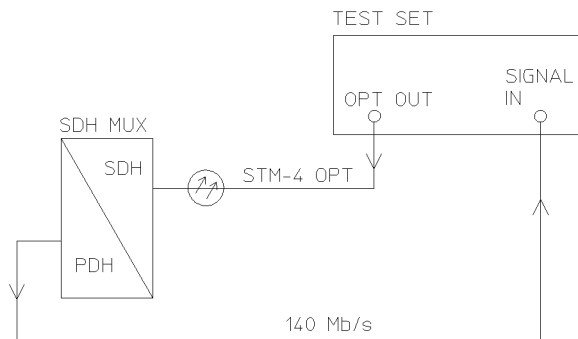 TEST SET
OPT OUT
SIGNAL
IN
SDH MUX
SDH
STM-4 OPT
PDH
140 Mb/s